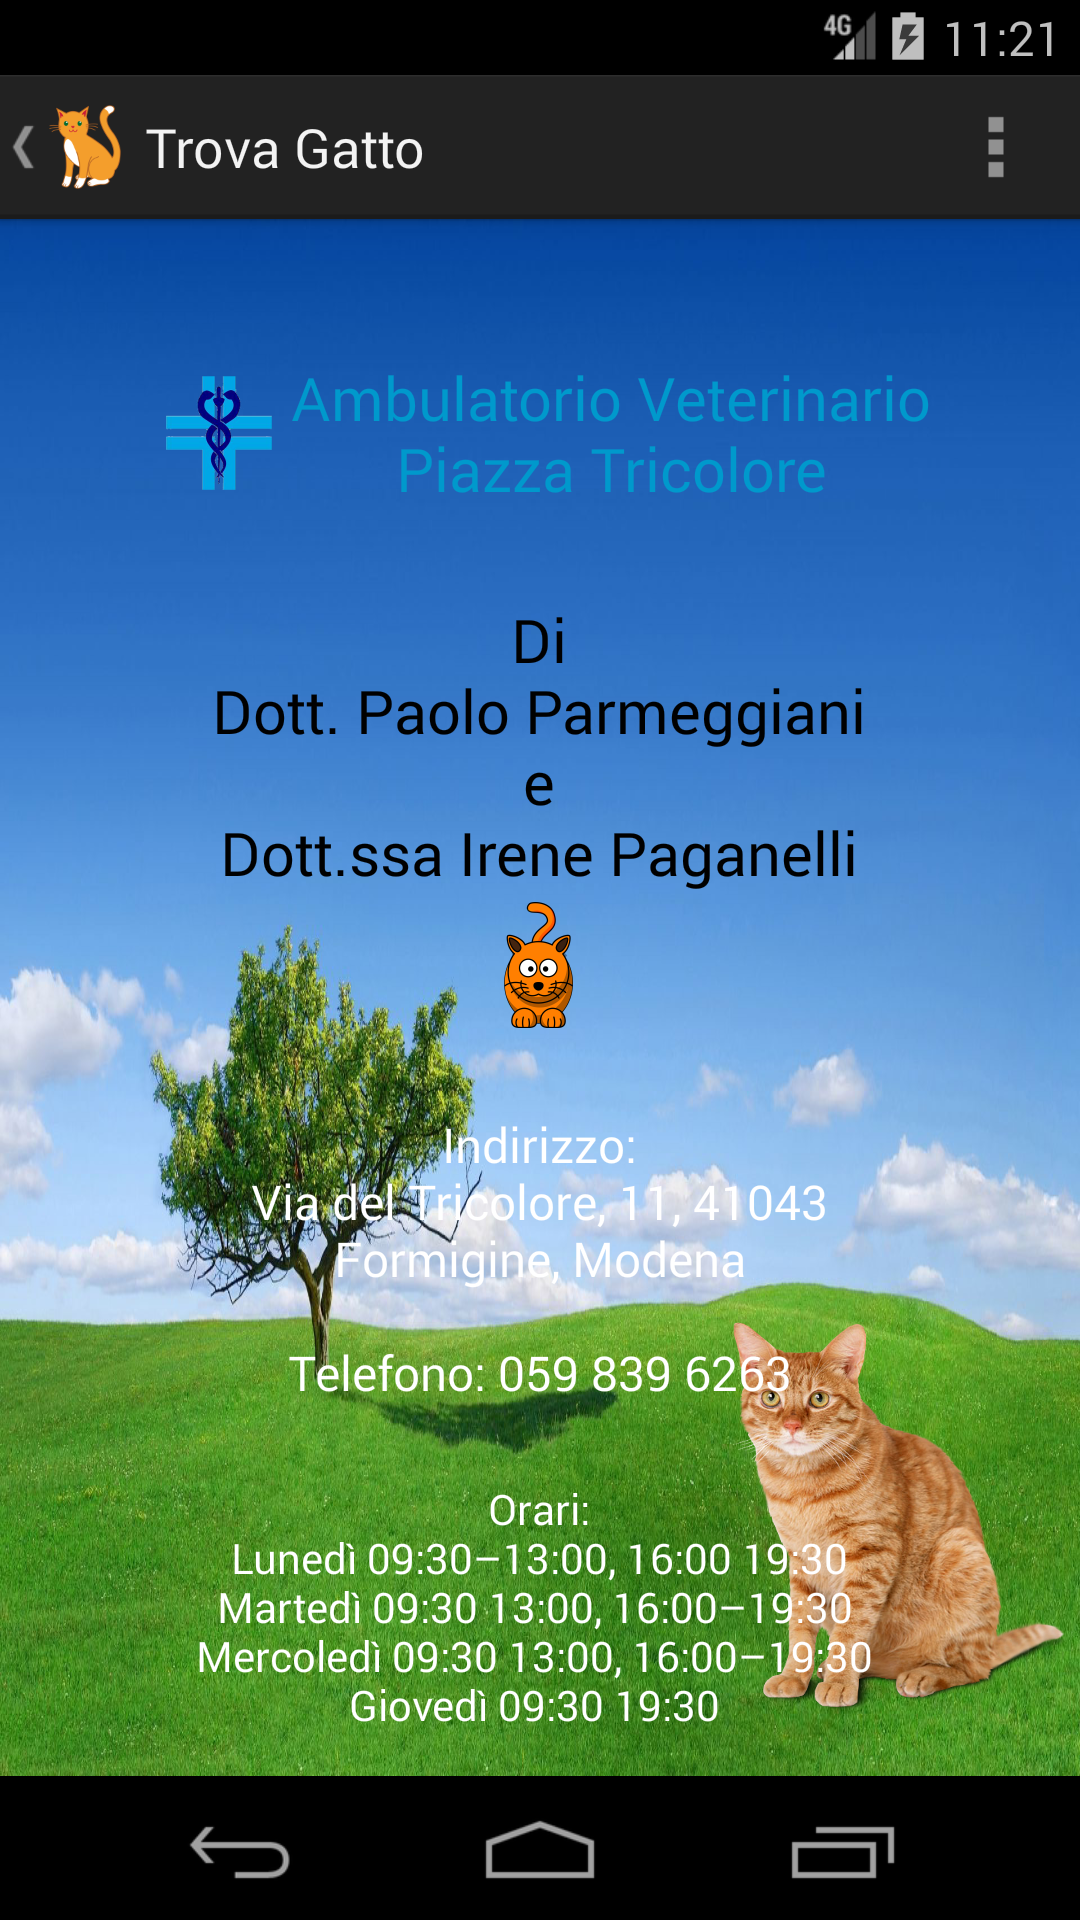 4G 11:21
Trova Gatto
Ambulatorio Veterinario
Piazza Tricolore
Di
Dott. Paolo Parmeggiani
e
Dott.ssa Irene Paganelli
Indirizzo:
Via del Tricolore, 11, 41043
Formigine, Modena
Telefono: 059 839 6263
Orari:
Lunedì 09:30–13:00, 16:00 19:30
Martedì 09:30 13:00, 16:00–19:30
Mercoledì 09:30 13:00, 16:00–19:30
Giovedì 09:30 19:30